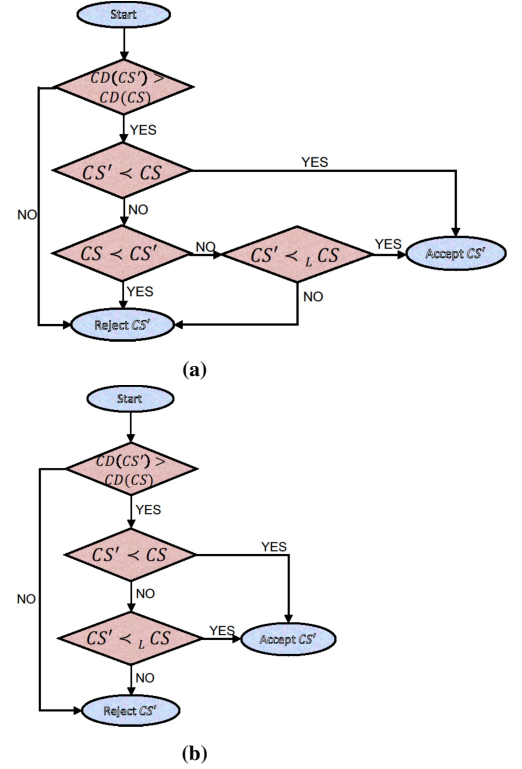 Start
CD(CS') >
CD(CS)
YES
CS' ≺ CS
YES
NO
NO
CS ≺ CS'
NO
CS' ≺ L CS
YES
Accept CS'
YES
NO
Reject CS'
(a)
Start
CD(CS') >
CD(CS)
YES
CS' ≺ CS
YES
NO
NO
CS' ≺ L CS
YES
Accept CS'
NO
Reject CS'
(b)